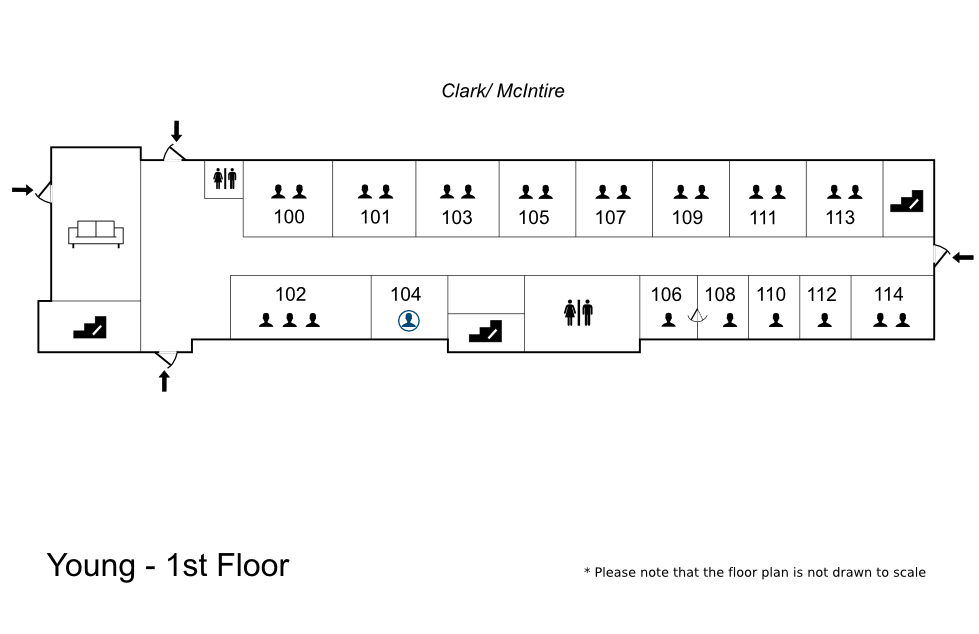 Clark/ McIntire
100 101 103 105 107 109 111 113
102 104 106 108 110 112 114
Young - 1st Floor
* Please note that the floor plan is not drawn to scale